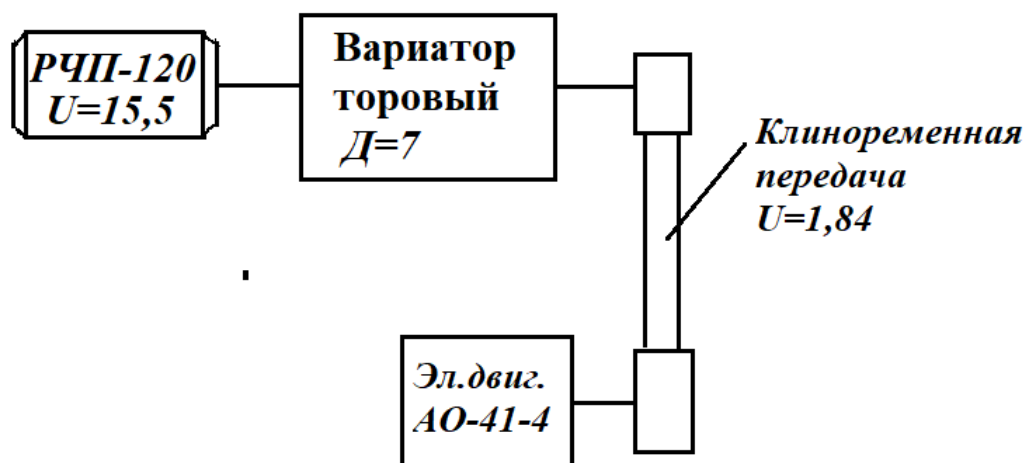 РЧП-120
U=15,5
Вариатор
торовый
Д=7
Клиноременная
передача
U=1,84
Эл.двиг.
АО-41-4